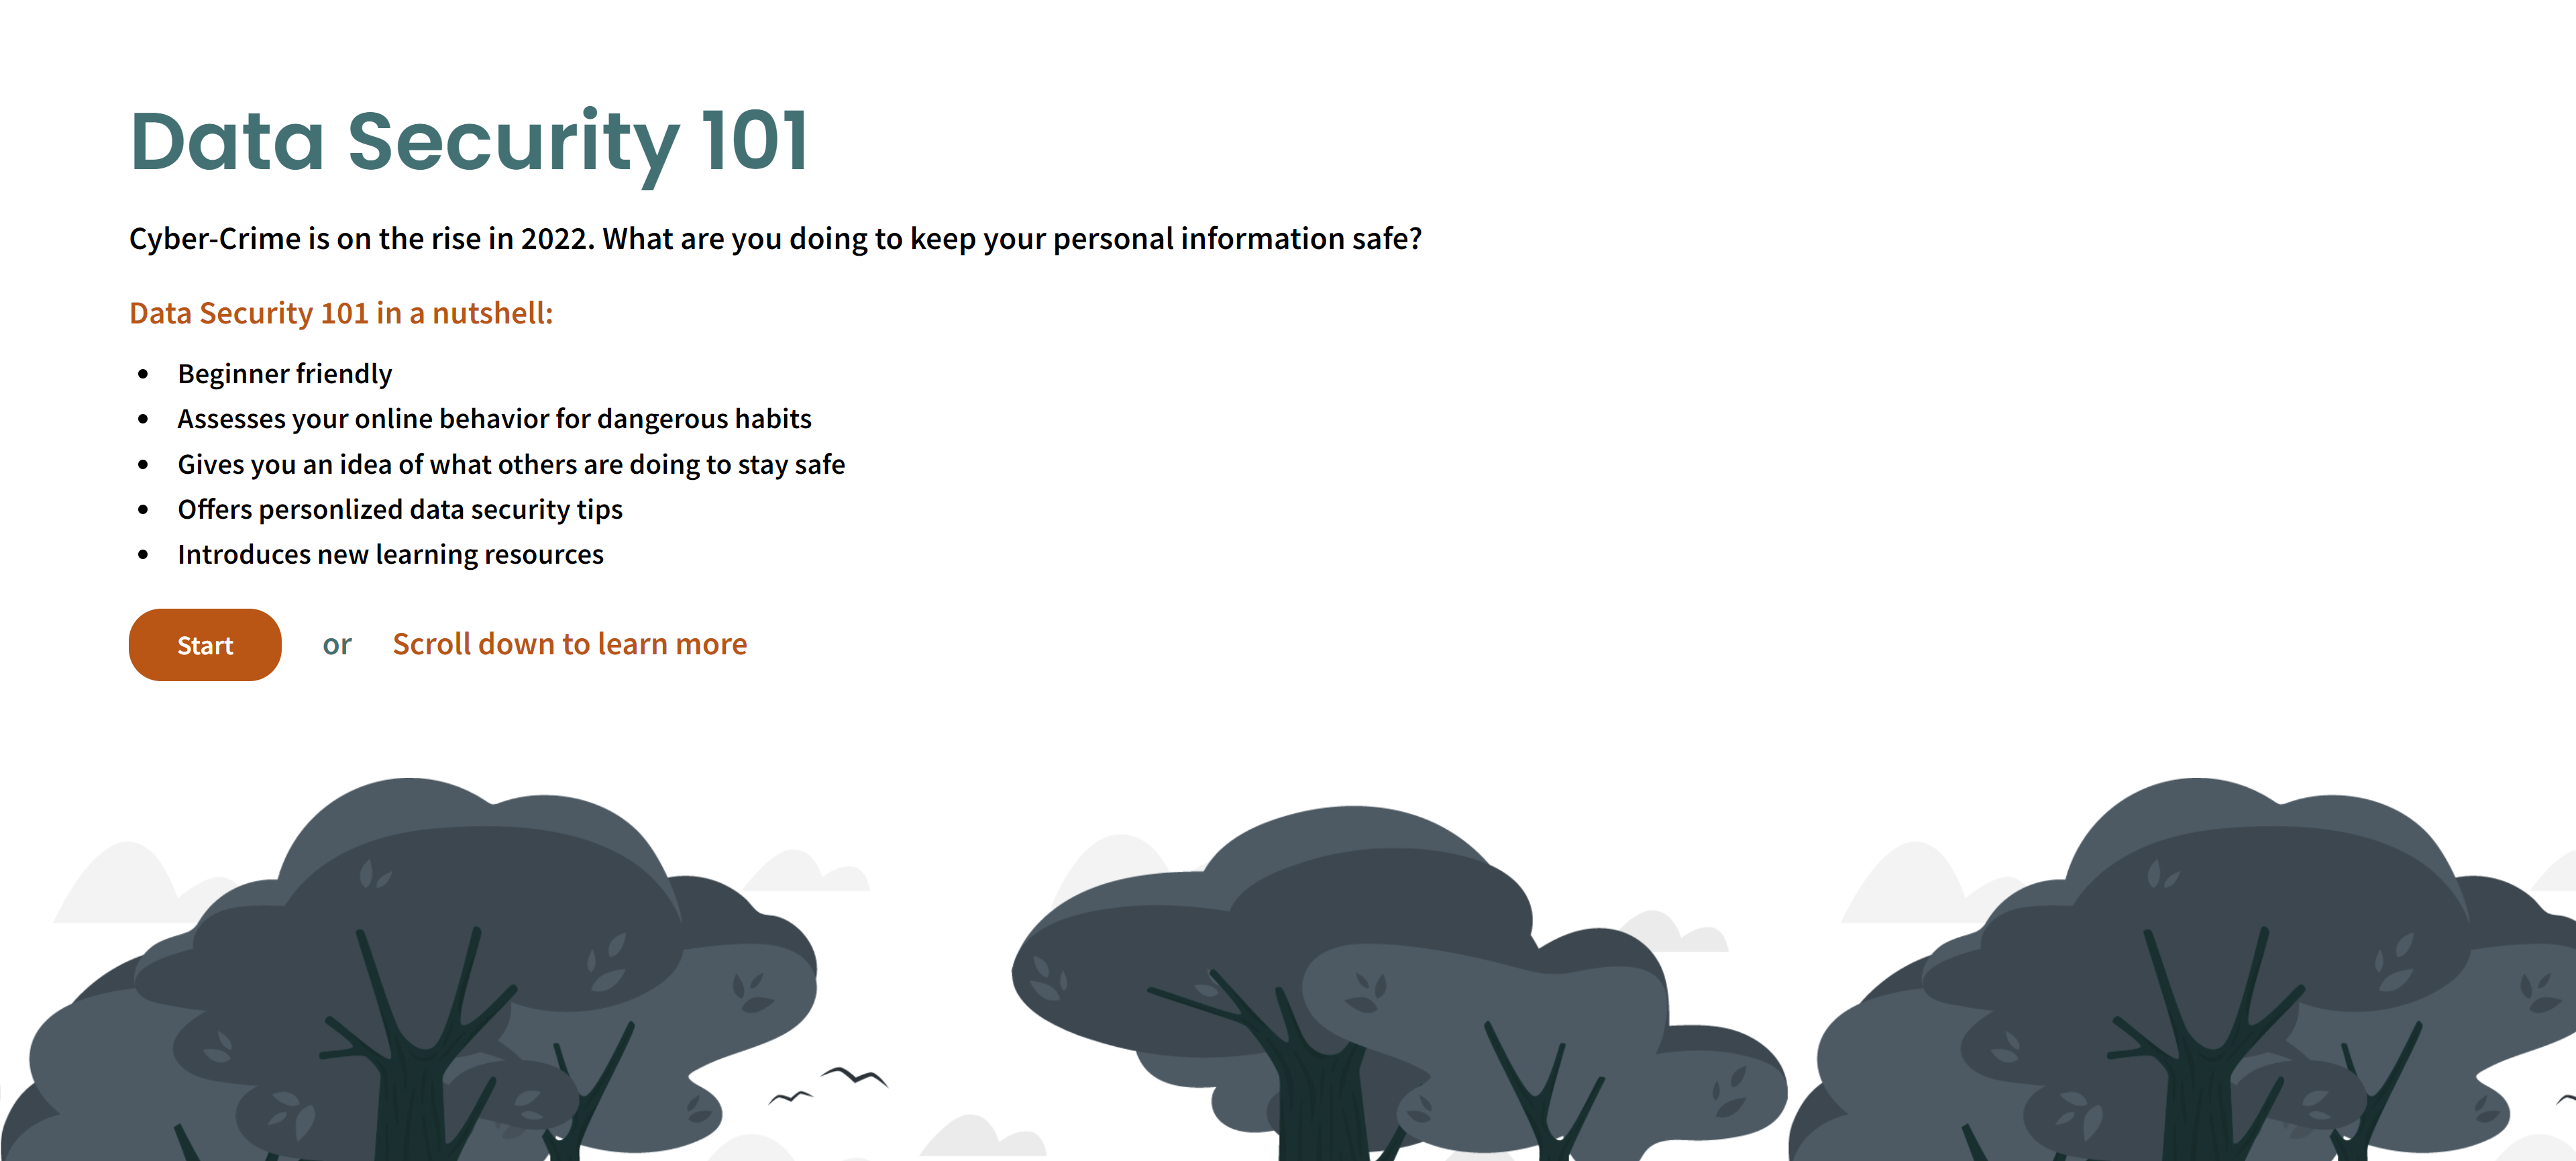 Data Security 101
Cyber-Crime is on the rise in 2022. What are you doing to keep your personal information safe?
Data Security 101 in a nutshell:
• Beginner friendly
• Assesses your online behavior for dangerous habits
• Gives you an idea of what others are doing to stay safe
• Offers personlized data security tips
• Introduces new learning resources
Start or Scroll down to learn more